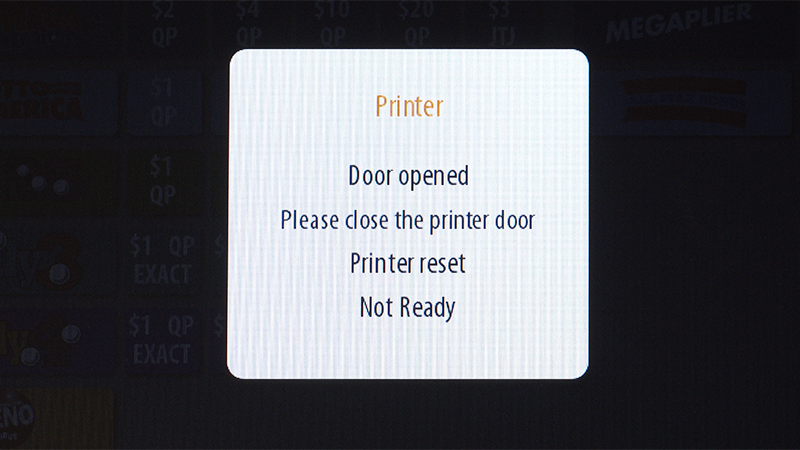 $2 $4 $10 $20 $3
QP QP QP QP JTJ
MEGAPLIER
$1
QP
$1
QP
Printer
Door opened
Please close the printer door
Printer reset
Not Ready
$1 QP
EXACT
$1 QP
EXACT